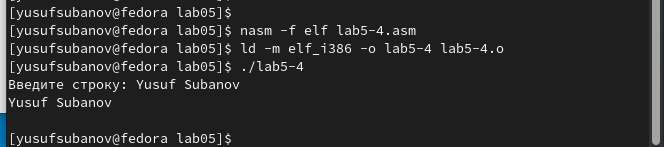 [yusufsubanov@fedora lab05]$
[yusufsubanov@fedora lab05]$ nasm -f elf lab5-4.asm
[yusufsubanov@fedora lab05]$ ld -m elf_i386 -o lab5-4 lab5-4.o
[yusufsubanov@fedora lab05]$ ./lab5-4
Введите строку: Yusuf Subanov
Yusuf Subanov
[yusufsubanov@fedora lab05]$